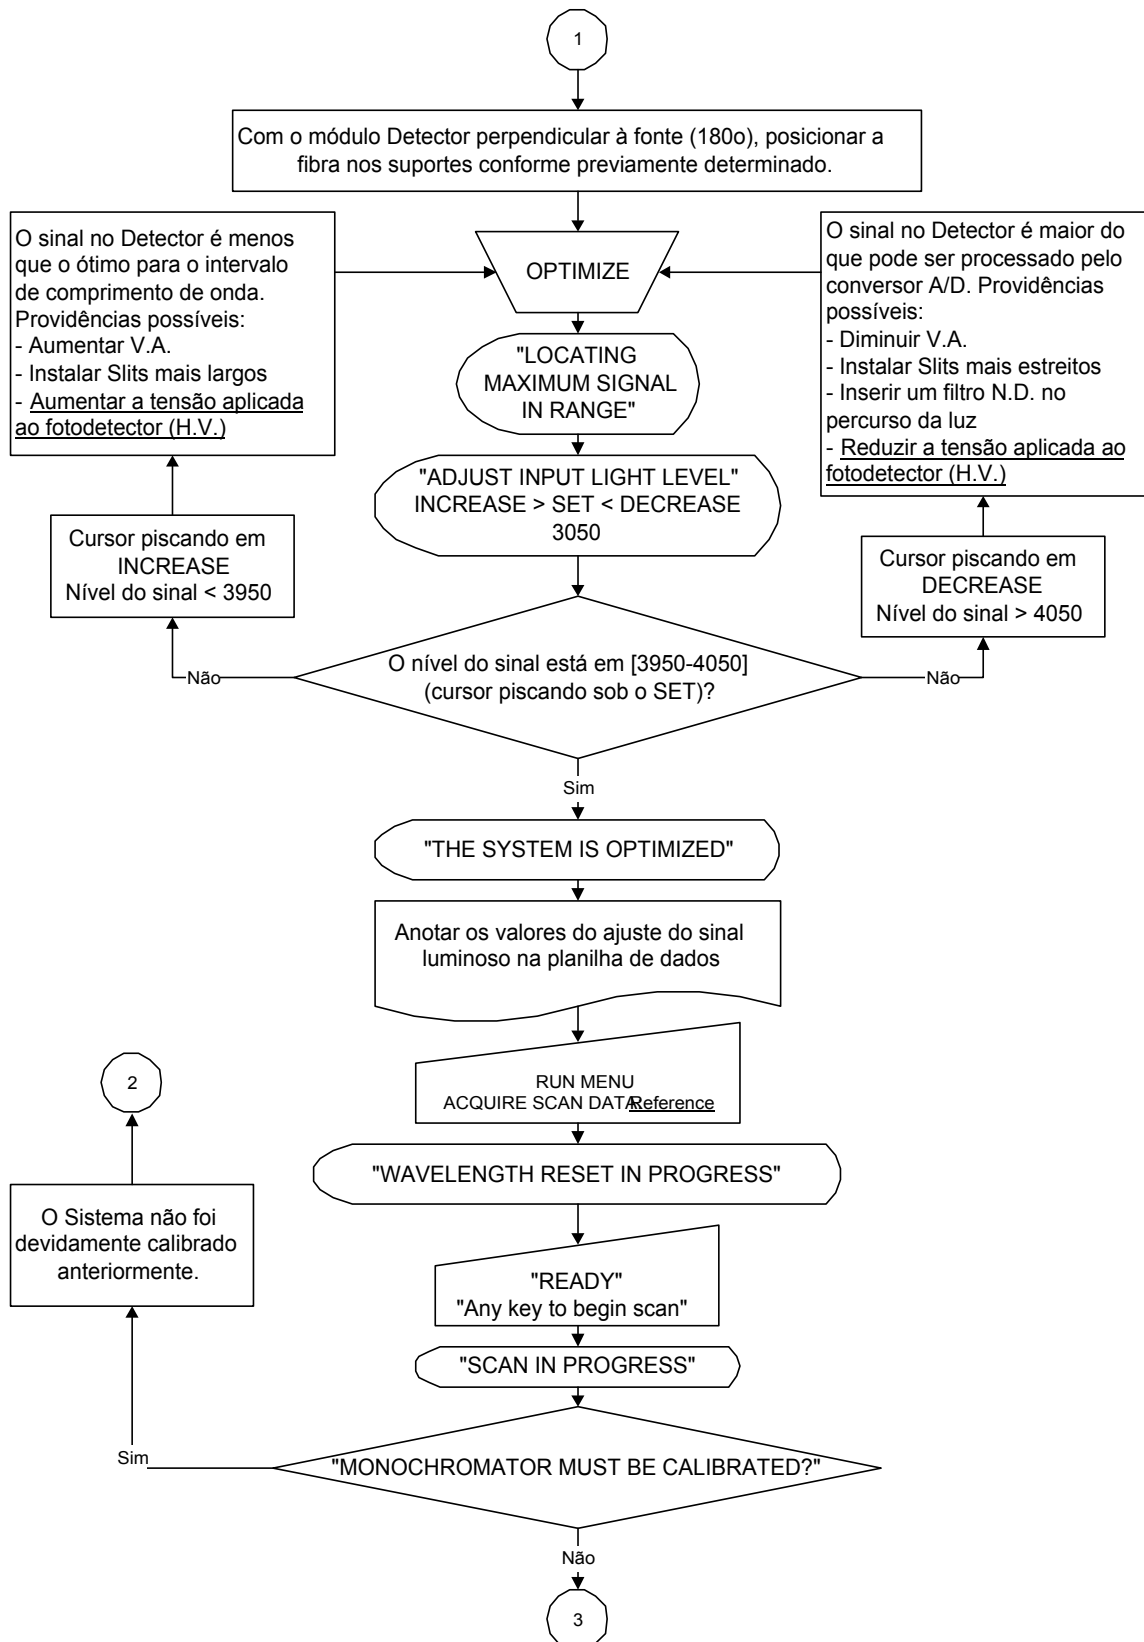 1
Com o módulo Detector perpendicular à fonte (180o), posicionar a
fibra nos suportes conforme previamente determinado.
O sinal no Detector é menos
que o ótimo para o intervalo
de comprimento de onda.
Providências possíveis:
- Aumentar V.A.
- Instalar Slits mais largos
- Aumentar a tensão aplicada
ao fotodetector (H.V.)
OPTIMIZE
O sinal no Detector é maior do
que pode ser processado pelo
conversor A/D. Providências
possíveis:
- Diminuir V.A.
- Instalar Slits mais estreitos
- Inserir um filtro N.D. no
percurso da luz
- Reduzir a tensão aplicada ao
fotodetector (H.V.)
"LOCATING
MAXIMUM SIGNAL
IN RANGE"
"ADJUST INPUT LIGHT LEVEL"
INCREASE > SET < DECREASE
3050
Cursor piscando em
INCREASE
Nível do sinal < 3950
Cursor piscando em
DECREASE
Nível do sinal > 4050
O nível do sinal está em [3950-4050]
(cursor piscando sob o SET)?
Não
Não
Sim
"THE SYSTEM IS OPTIMIZED"
Anotar os valores do ajuste do sinal
luminoso na planilha de dados
RUN MENU
ACQUIRE SCAN DATA:Reference
2
"WAVELENGTH RESET IN PROGRESS"
O Sistema não foi
devidamente calibrado
anteriormente.
"READY"
"Any key to begin scan"
"SCAN IN PROGRESS"
Sim
"MONOCHROMATOR MUST BE CALIBRATED?"
Não
3